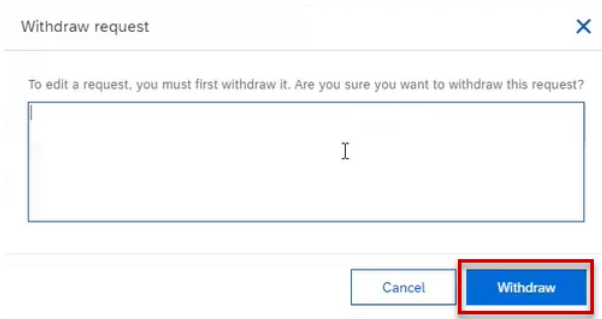 Withdraw request
To edit a request, you must first withdraw it. Are you sure you want to withdraw this request?
Cancel
Withdraw